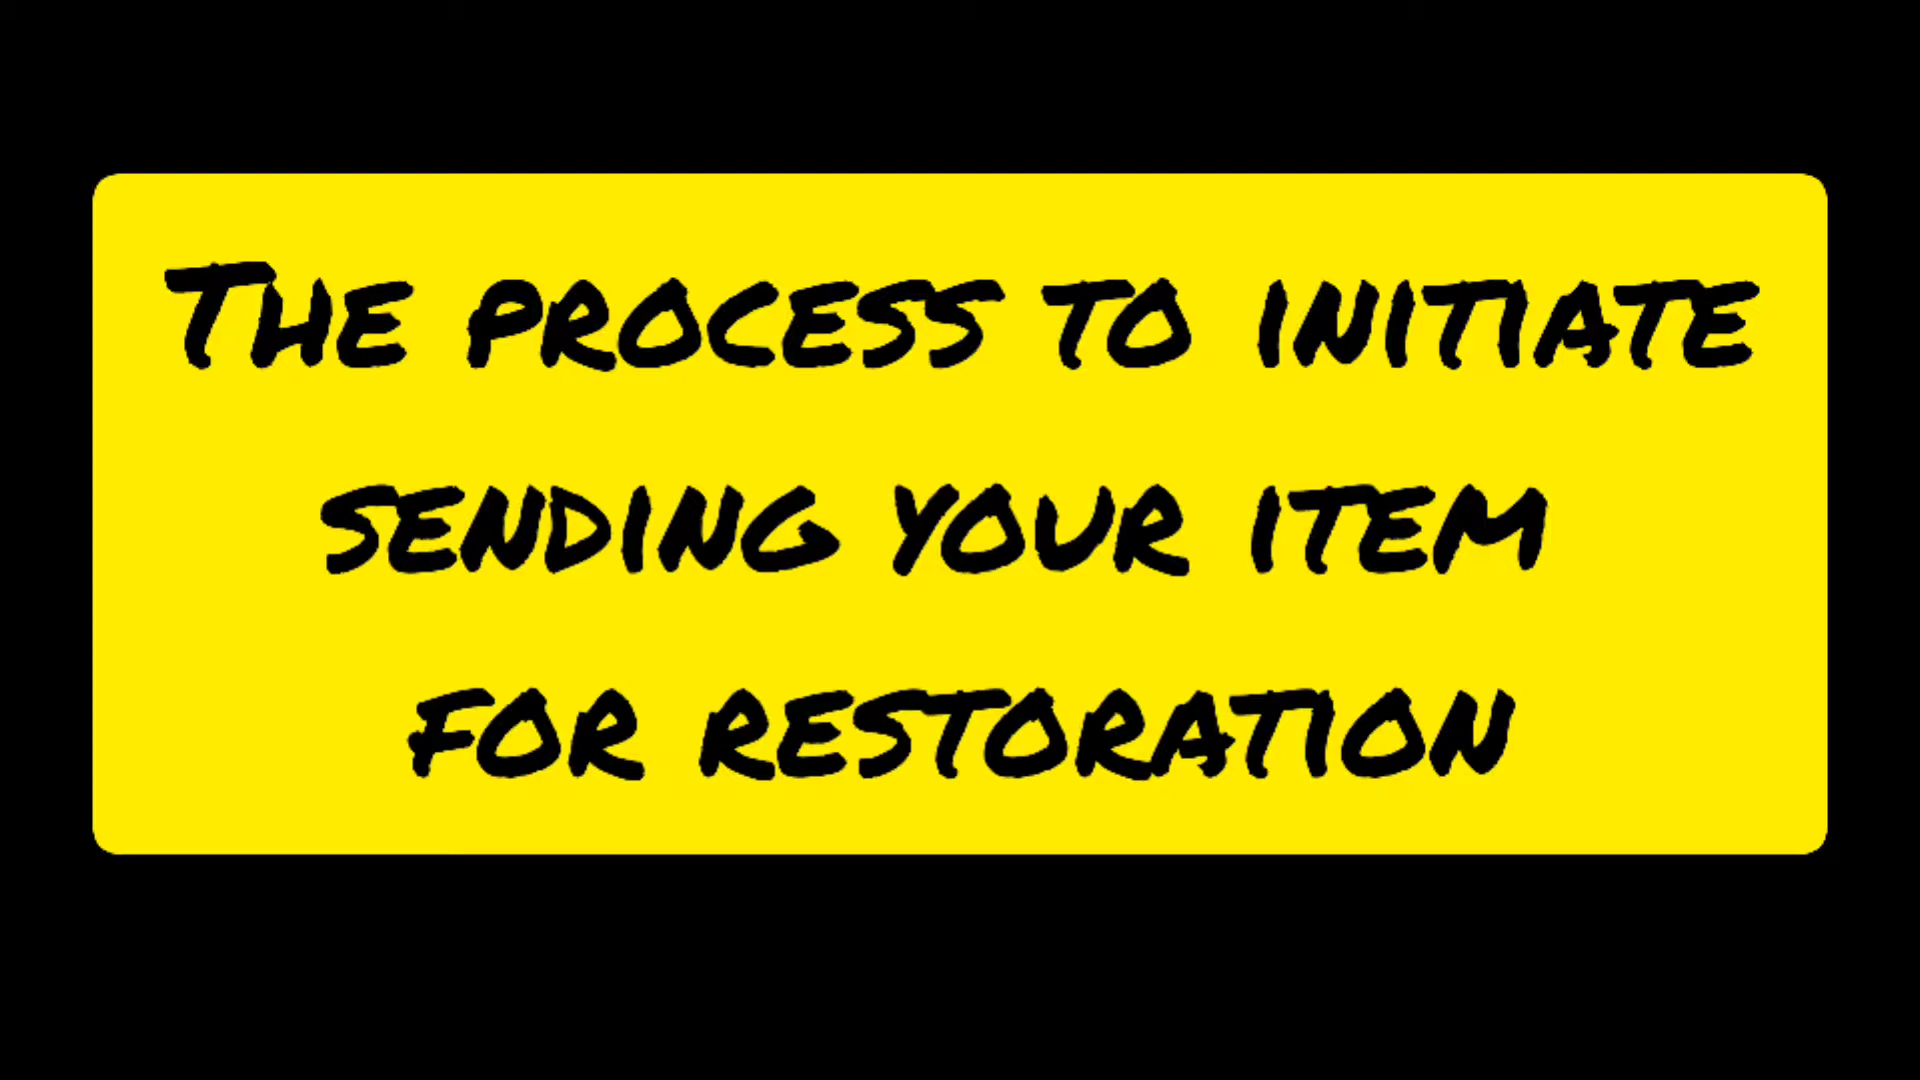 The process to initiate
sending your item
for restoration